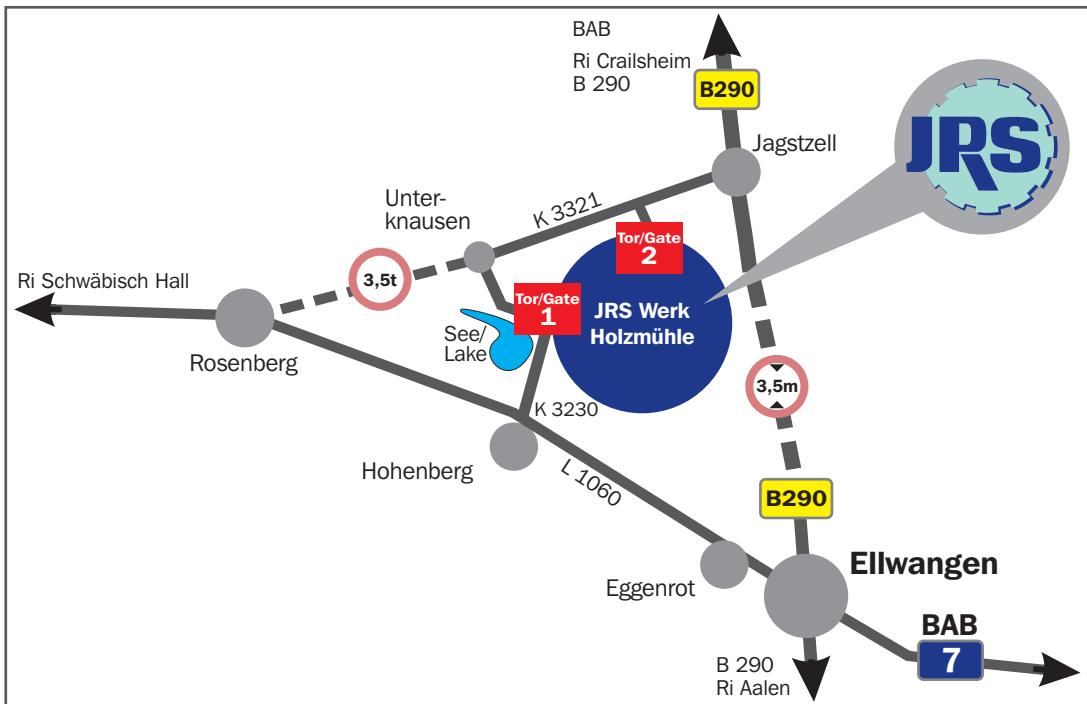 BAB
Ri Crailsheim
B 290
B290
JRS
Jagstzell
Unter-
knausen
K 3321
Tor/Gate
2
Ri Schwäbisch Hall
3,5t
Tor/Gate
1
JRS Werk
Holzmühle
See/
Lake
Rosenberg
3,5m
K 3230
Hohenberg
L 1060
B290
Ellwangen
Eggenrot
BAB
7
B 290
Ri Aalen